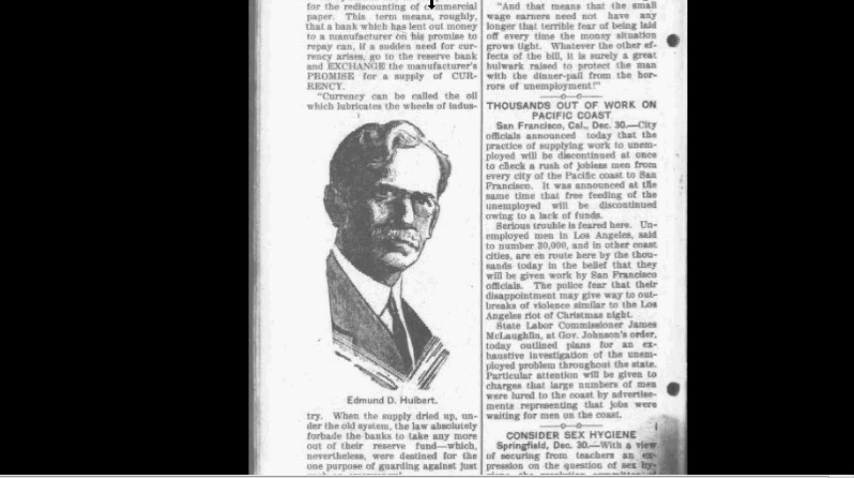 for the rediscounting of commercial
paper. This term means, roughly,
that a bank which has lent out money
to a manufacturer on his promise to
repay can, if a sudden need for cur-
rency arises, go to the reserve bank
and EXCHANGE the manufacturer's
PROMISE for a supply of CUR-
RENCY.
"Currency can be called the oil
which lubricates the wheels of indus-
Edmund D. Hulbert.
try. When the supply dried up, un-
der the old system, the law absolutely
forbade the banks to take any more
out of their reserve fund—which,
nevertheless, were destined for the
one purpose of guarding against just
"And that means that the small
wage earners need not have any
longer that terrible fear of being laid
off every time the money situation
grows tight. Whatever the other ef-
fects of the bill, it is surely a great
bulwark raised to protect the man
with the dinner-pail from the hor-
rors of unemployment!"
THOUSANDS OUT OF WORK ON
PACIFIC COAST
San Francisco, Cal., Dec. 30.—City
officials announced today that the
practice of supplying work to unem-
ployed will be discontinued at once
to check a rush of jobless men from
every city of the Pacific coast to San
Francisco. It was announced at the
same time that free feeding of the
unemployed will be discontinued
owing to a lack of funds.
Serious trouble is feared here. Un-
employed men in Los Angeles, said
to number 20,000, and in other coast
cities, are en route here by the thou-
sands today in the belief that they
will be given work by San Francisco
officials. The police fear that their
disappointment may give way to out-
breaks of violence similar to the Los
Angeles riot of Christmas night.
State Labor Commissioner James
McLaughlin, at Gov. Johnson's order,
today outlined plans for an ex-
haustive investigation of the unem-
ployed problem throughout the state.
Particular attention will be given to
charges that large numbers of men
were lured to the coast by advertise-
ments representing that jobs were
waiting for men on the coast.
CONSIDER SEX HYGIENE
Springfield, Dec. 30.—With a view
of securing from teachers an ex-
pression on the question of sex hy-